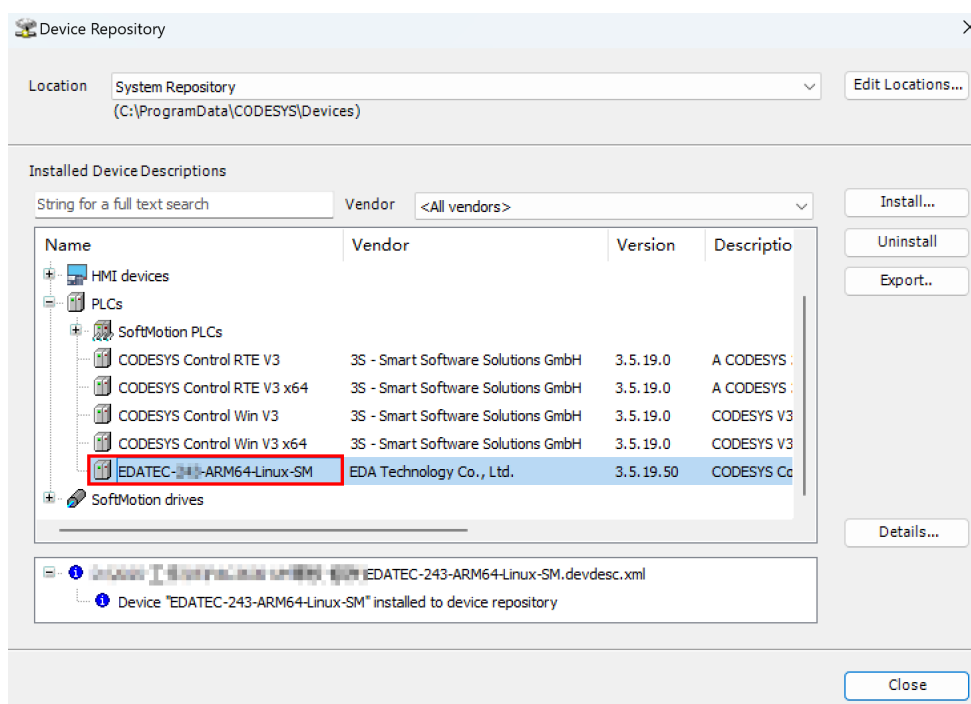 Device Repository
Location System Repository Edit Locations...
(C:\ProgramData\CODESYS\Devices)
Installed Device Descriptions
String for a full text search Vendor <All vendors> Install...
Name Vendor Version Descriptio Uninstall
HMI devices Export..
PLCs
SoftMotion PLCs
CODESYS Control RTE V3 3S - Smart Software Solutions GmbH 3.5.19.0 A CODESYS
CODESYS Control RTE V3 x64 3S - Smart Software Solutions GmbH 3.5.19.0 A CODESYS
CODESYS Control Win V3 3S - Smart Software Solutions GmbH 3.5.19.0 CODESYS V3
CODESYS Control Win V3 x64 3S - Smart Software Solutions GmbH 3.5.19.0 CODESYS V3
EDATEC- -ARM64-Linux-SM EDA Technology Co., Ltd. 3.5.19.50 CODESYS Co
SoftMotion drives
Details...
EDATEC-243-ARM64-Linux-SM.devdesc.xml
Device "EDATEC-243-ARM64-Linux-SM" installed to device repository
Close